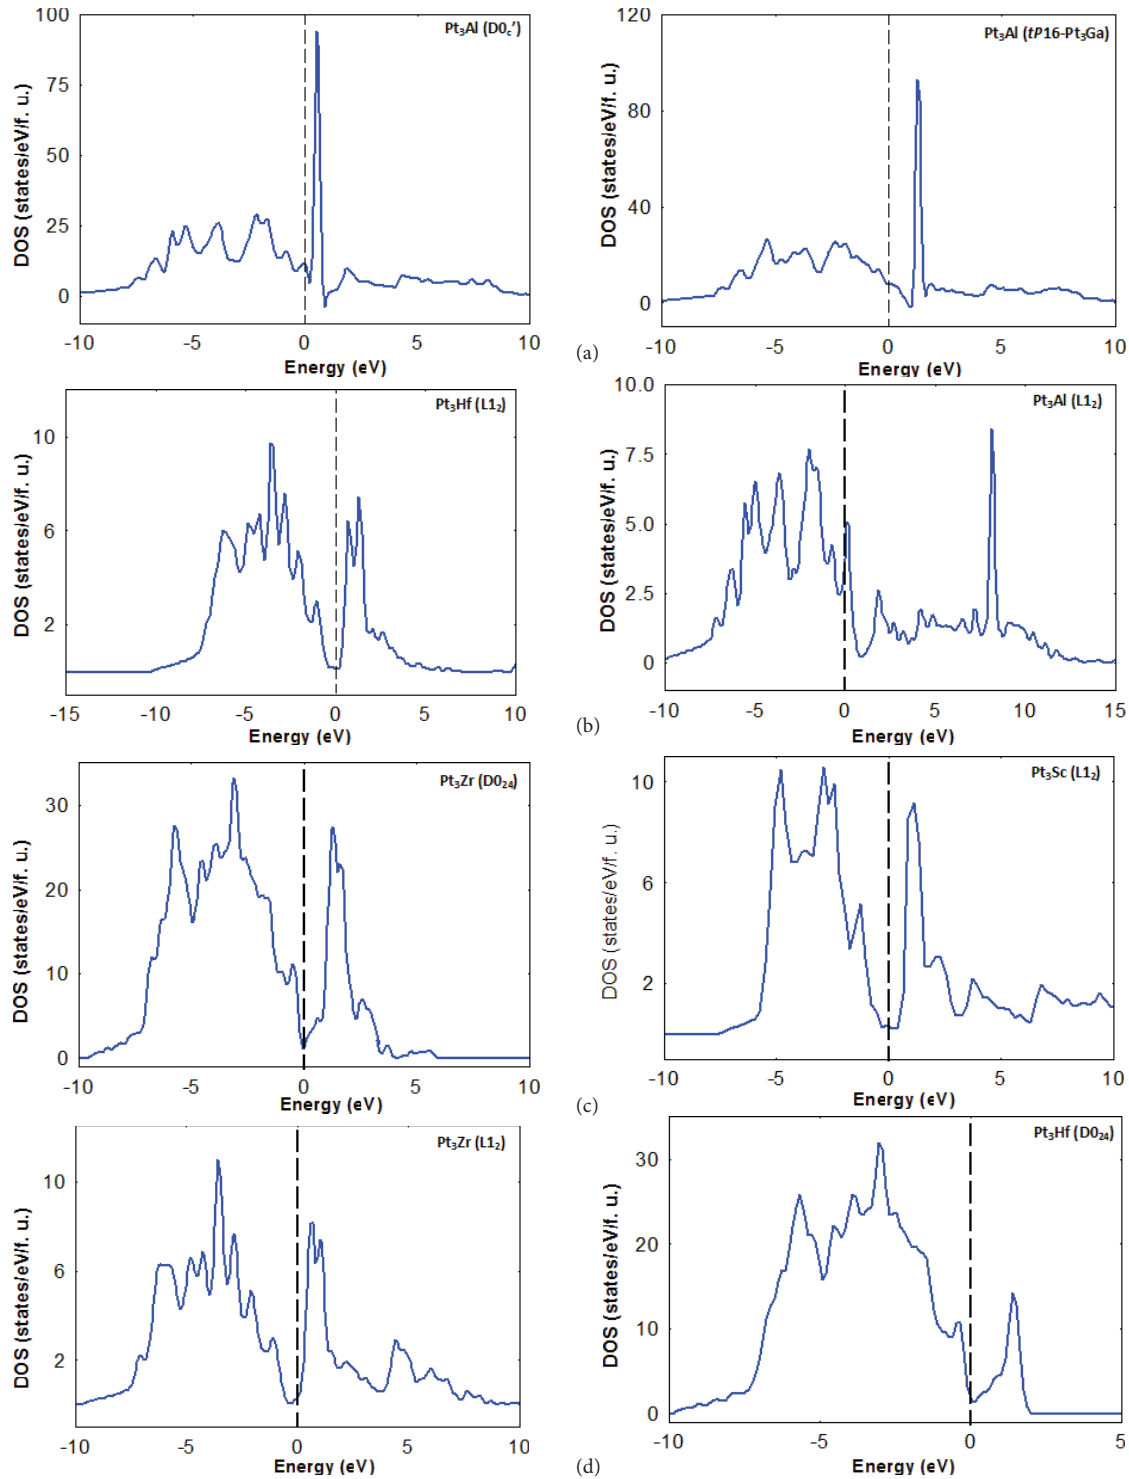 Pt₃Al (D0c′)
DOS (states/eV/f. u.)
100
75
50
25
0
-10 -5 0 5 10
Energy (eV)
Pt₃Al (tP16-Pt₃Ga)
DOS (states/eV/f. u.)
120
80
40
0
-10 -5 0 5 10
Energy (eV)
(a)
Pt₃Hf (L1₂)
DOS (states/eV/f. u.)
10
6
2
-15 -10 -5 0 5 10
Energy (eV)
Pt₃Al (L1₂)
DOS (states/eV/f. u.)
10.0
7.5
5.0
2.5
0.0
-10 -5 0 5 10 15
Energy (eV)
(b)
Pt₃Zr (D0₂₄)
DOS (states/eV/f. u.)
30
20
10
0
-10 -5 0 5 10
Energy (eV)
Pt₃Sc (L1₂)
DOS (states/eV/f. u.)
10
6
2
-10 -5 0 5 10
Energy (eV)
(c)
Pt₃Zr (L1₂)
DOS (states/eV/f. u.)
10
6
2
-10 -5 0 5 10
Energy (eV)
Pt₃Hf (D0₂₄)
DOS (states/eV/f. u.)
30
20
10
0
-10 -5 0 5
Energy (eV)
(d)